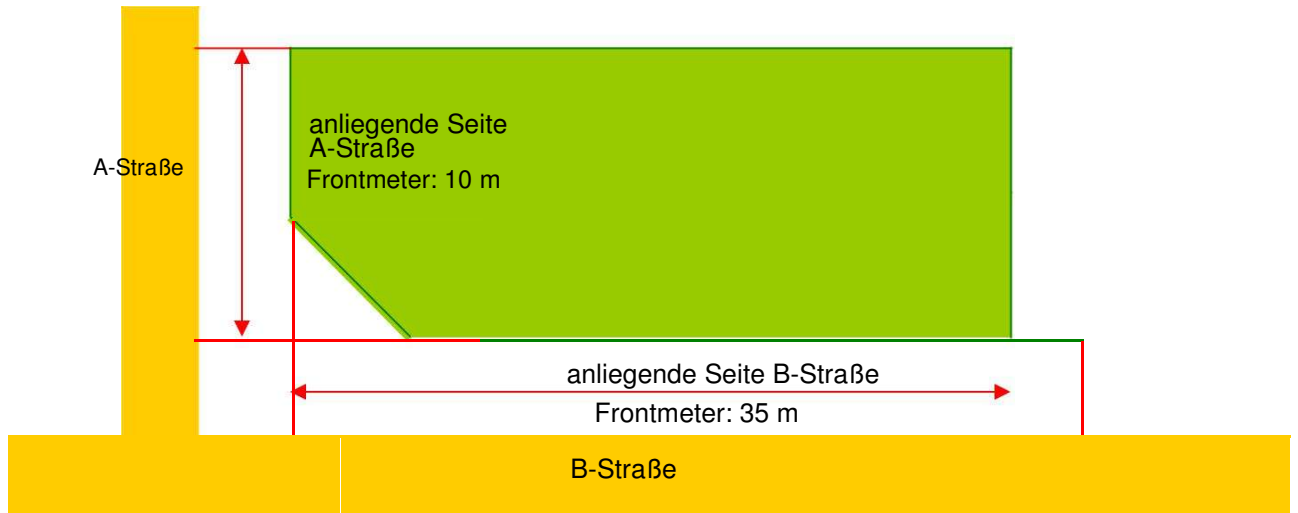 anliegende Seite
A-Straße
A-Straße
Frontmeter: 10 m
anliegende Seite B-Straße
Frontmeter: 35 m
B-Straße